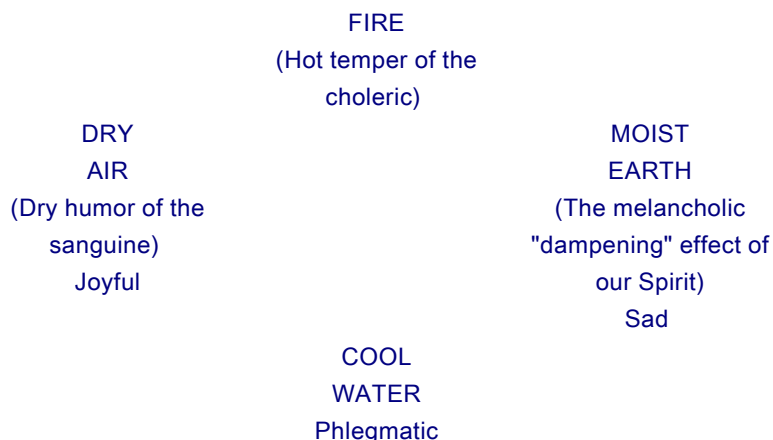 FIRE
(Hot temper of the
choleric)
DRY
AIR
(Dry humor of the
sanguine)
Joyful
MOIST
EARTH
(The melancholic
"dampening" effect of
our Spirit)
Sad
COOL
WATER
Phlegmatic